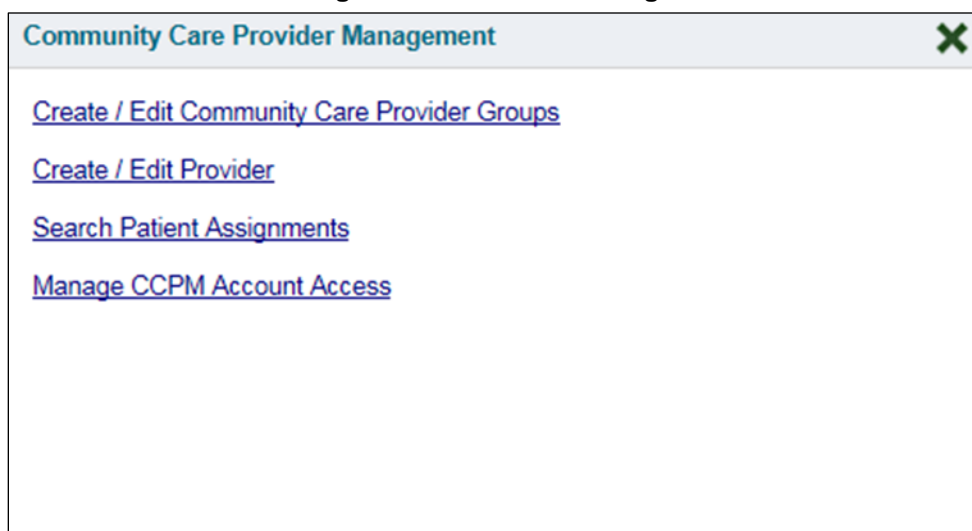 Community Care Provider Management
Create / Edit Community Care Provider Groups
Create / Edit Provider
Search Patient Assignments
Manage CCPM Account Access